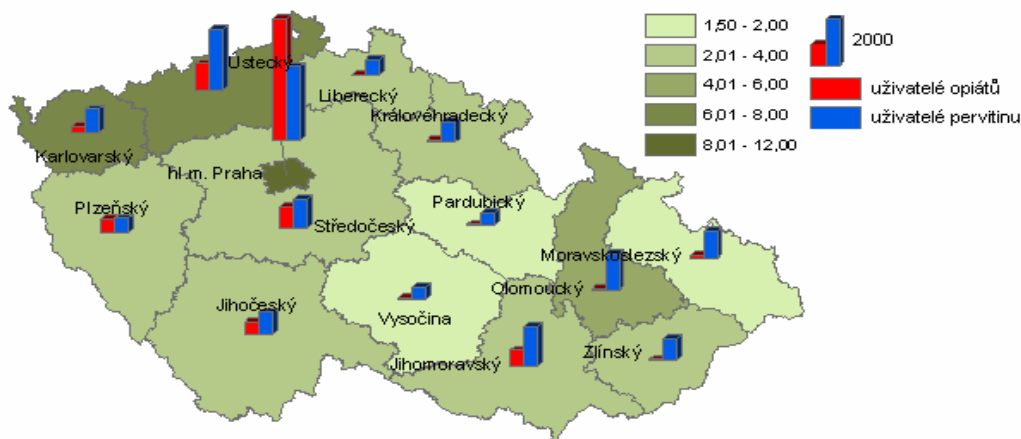 1,50 - 2,00
2,01 - 4,00
4,01 - 6,00
6,01 - 8,00
8,01 - 12,00
2000
uživatelé opiátů
uživatelé pervitinu
Ústecký
Liberecký
Královéhradecký
Karlovarský
hl.m. Praha
Plzeňský
Středočeský
Pardubický
Moravskoslezský
Olomoucký
Jihočeský
Vysočina
Jihomoravský
Zlínský